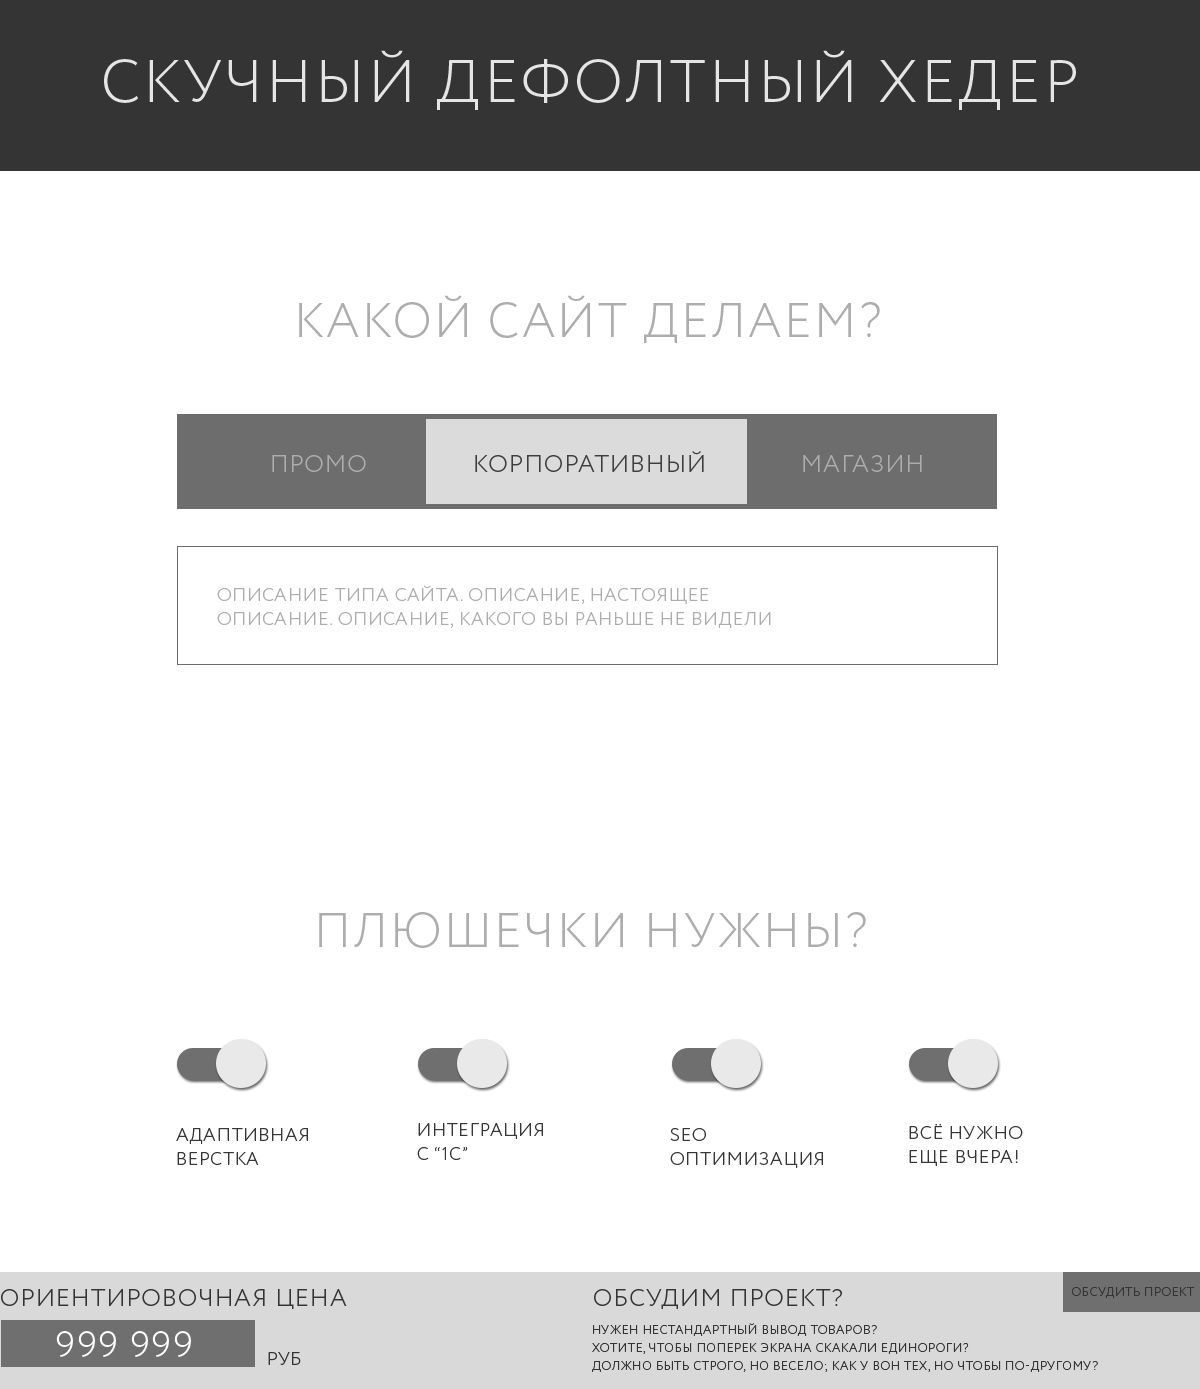 СКУЧНЫЙ ДЕФОЛТНЫЙ ХЕДЕР
КАКОЙ САЙТ ДЕЛАЕМ?
ПРОМО
КОРПОРАТИВНЫЙ
МАГАЗИН
ОПИСАНИЕ ТИПА САЙТА. ОПИСАНИЕ, НАСТОЯЩЕЕ
ОПИСАНИЕ. ОПИСАНИЕ, КАКОГО ВЫ РАНЬШЕ НЕ ВИДЕЛИ
ПЛЮШЕЧКИ НУЖНЫ?
АДАПТИВНАЯ
ВЕРСТКА
ИНТЕГРАЦИЯ
С “1С”
SEO
ОПТИМИЗАЦИЯ
ВСЁ НУЖНО
ЕЩЕ ВЧЕРА!
ОРИЕНТИРОВОЧНАЯ ЦЕНА
999 999
РУБ
ОБСУДИМ ПРОЕКТ?
НУЖЕН НЕСТАНДАРТНЫЙ ВЫВОД ТОВАРОВ?
ХОТИТЕ, ЧТОБЫ ПОПЕРЕК ЭКРАНА СКАКАЛИ ЕДИНОРОГИ?
ДОЛЖНО БЫТЬ СТРОГО, НО ВЕСЕЛО; КАК У ВОН ТЕХ, НО ЧТОБЫ ПО-ДРУГОМУ?
ОБСУДИТЬ ПРОЕКТ